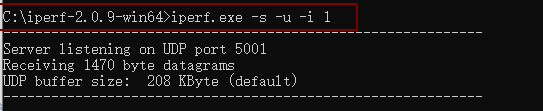 C:\iperf-2.0.9-win64>iperf.exe -s -u -i 1
------------------------------------------------------------
Server listening on UDP port 5001
Receiving 1470 byte datagrams
UDP buffer size:  208 KByte (default)
------------------------------------------------------------